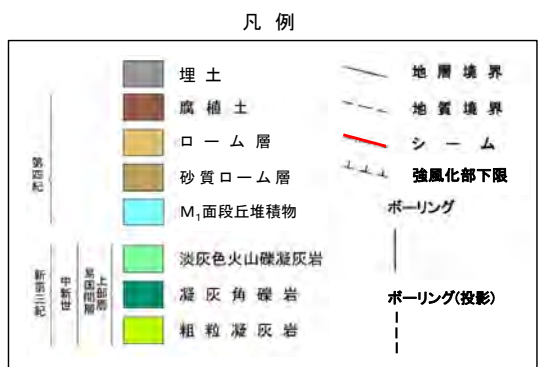 凡 例
埋 土
腐 植 土
ロ ー ム 層
砂 質 ロ ー ム 層
M₁面段丘堆積物
淡灰色火山礫凝灰岩
凝 灰 角 礫 岩
粗 粒 凝 灰 岩
第四紀
新第三紀
中新世
易国間層
上部層
地 層 境 界
地 質 境 界
シ ー ム
強風化部下限
ボーリング
ボーリング(投影)